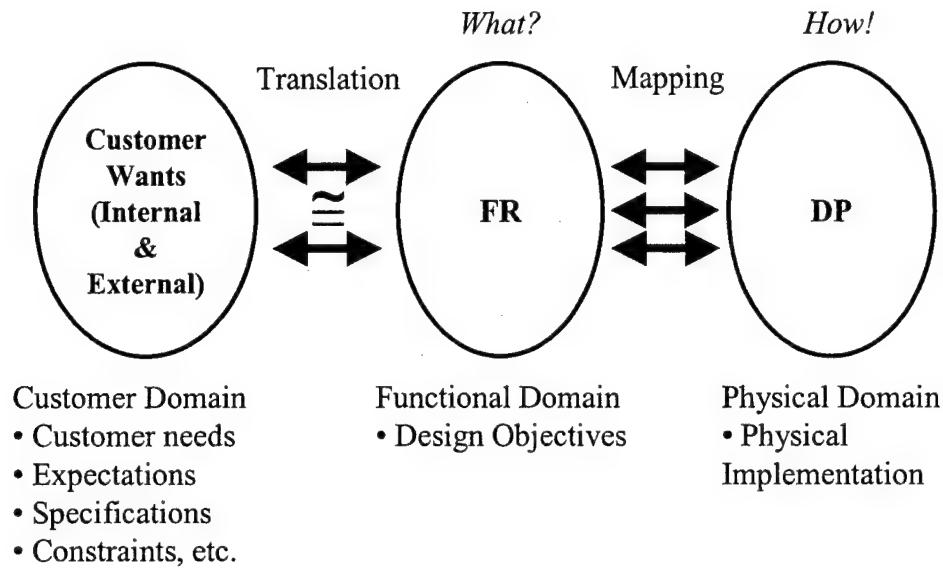 What?
How!
Translation
Mapping
Customer
Wants
(Internal
&
External)
≅
FR
DP
Customer Domain
• Customer needs
• Expectations
• Specifications
• Constraints, etc.
Functional Domain
• Design Objectives
Physical Domain
• Physical
Implementation